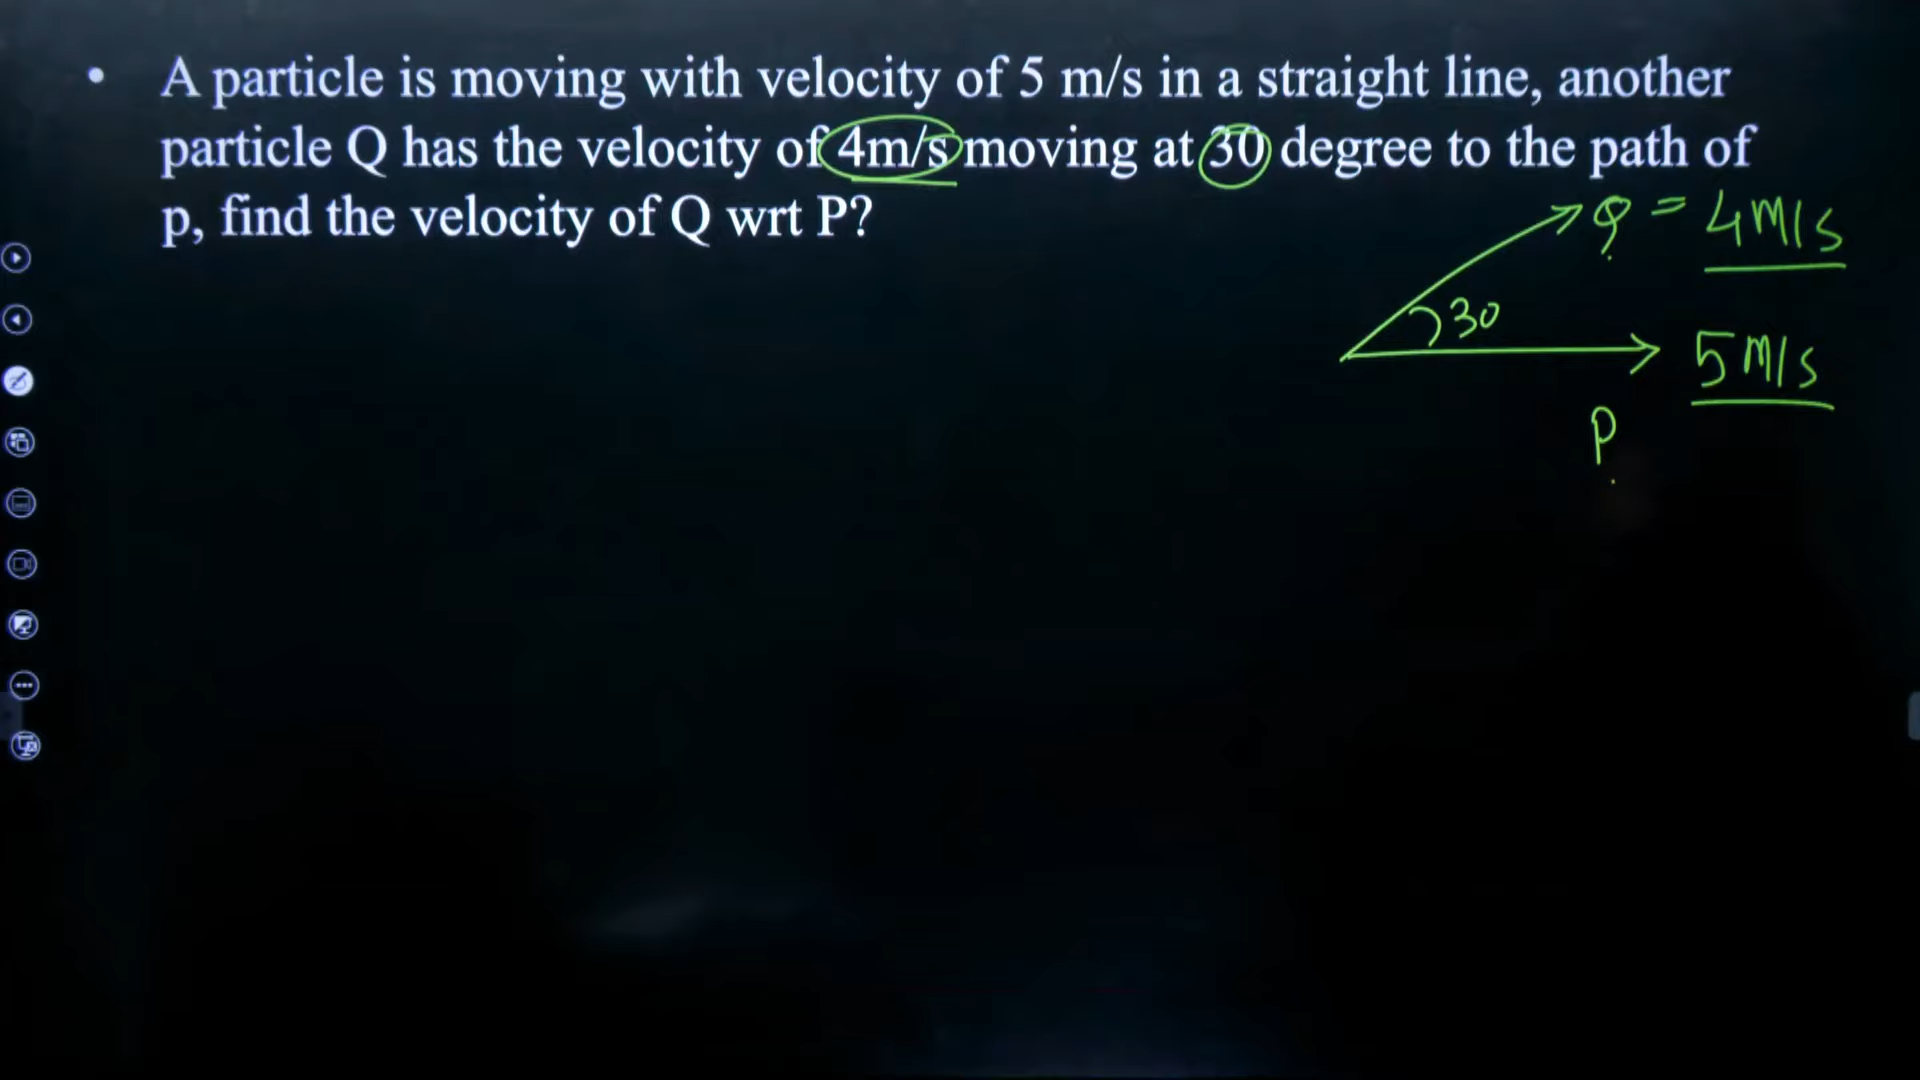 • A particle is moving with velocity of 5 m/s in a straight line, another
particle Q has the velocity of 4m/s moving at 30 degree to the path of
p, find the velocity of Q wrt P?
Q = 4 M/s
30
5 M/s
P